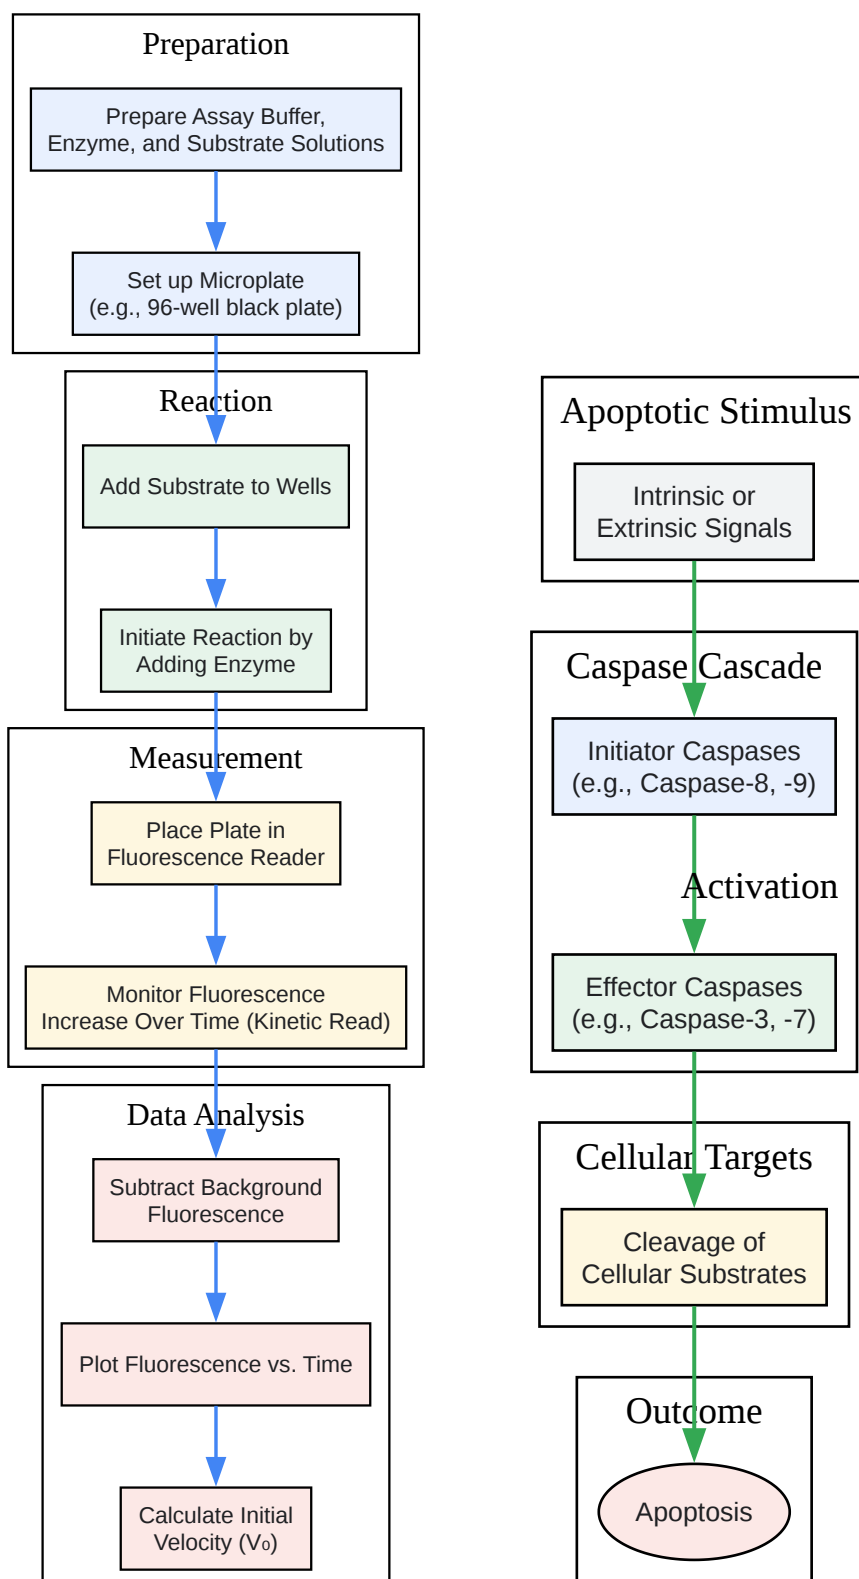 Preparation
Prepare Assay Buffer,
Enzyme, and Substrate Solutions
Set up Microplate
(e.g., 96-well black plate)
Reaction
Add Substrate to Wells
Initiate Reaction by
Adding Enzyme
Measurement
Place Plate in
Fluorescence Reader
Monitor Fluorescence
Increase Over Time (Kinetic Read)
Data Analysis
Subtract Background
Fluorescence
Plot Fluorescence vs. Time
Calculate Initial
Velocity (V₀)
Apoptotic Stimulus
Intrinsic or
Extrinsic Signals
Caspase Cascade
Initiator Caspases
(e.g., Caspase-8, -9)
Activation
Effector Caspases
(e.g., Caspase-3, -7)
Cellular Targets
Cleavage of
Cellular Substrates
Outcome
Apoptosis